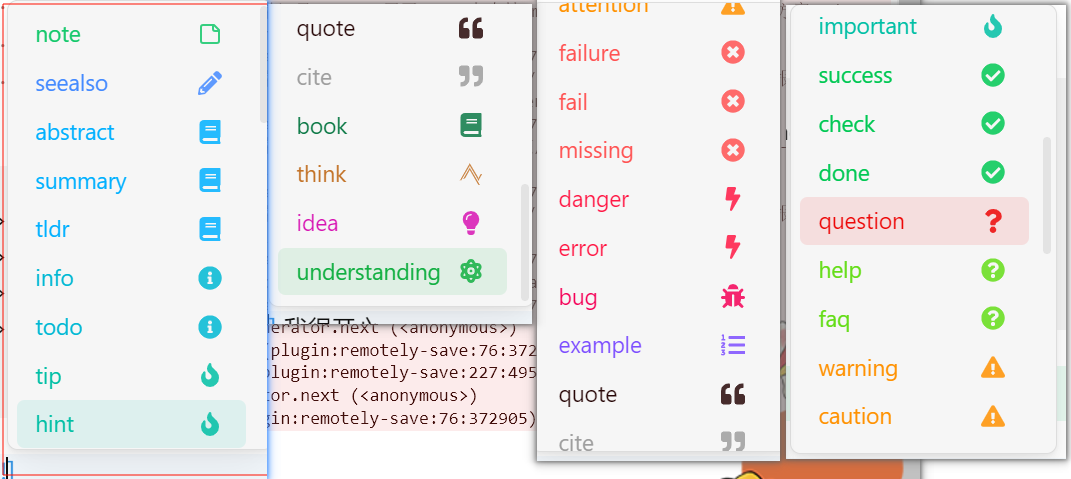 note
seealso
abstract
summary
tldr
info
todo
tip
hint
quote
cite
book
think
idea
understanding
erator.next (<anonymous>)
plugin:remotely-save:76:372
plugin:remotely-save:227:495
tor.next (<anonymous>)
gin:remotely-save:76:372905)
attention
failure
fail
missing
danger
error
bug
example
quote
cite
important
success
check
done
question
help
faq
warning
caution